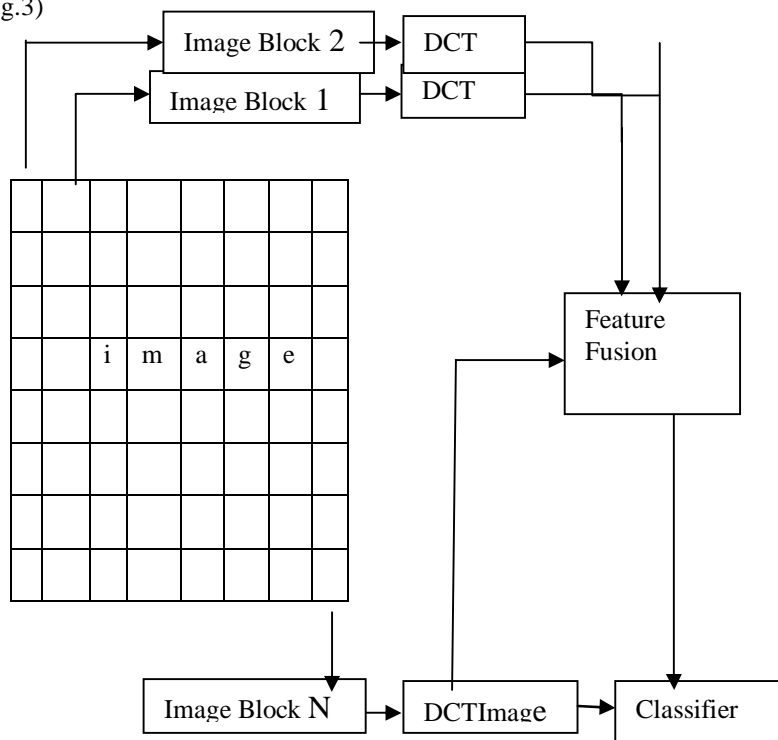 g.3)
Image Block 2 DCT
Image Block 1 DCT
i m a g e
Feature
Fusion
Image Block N DCTImage Classifier